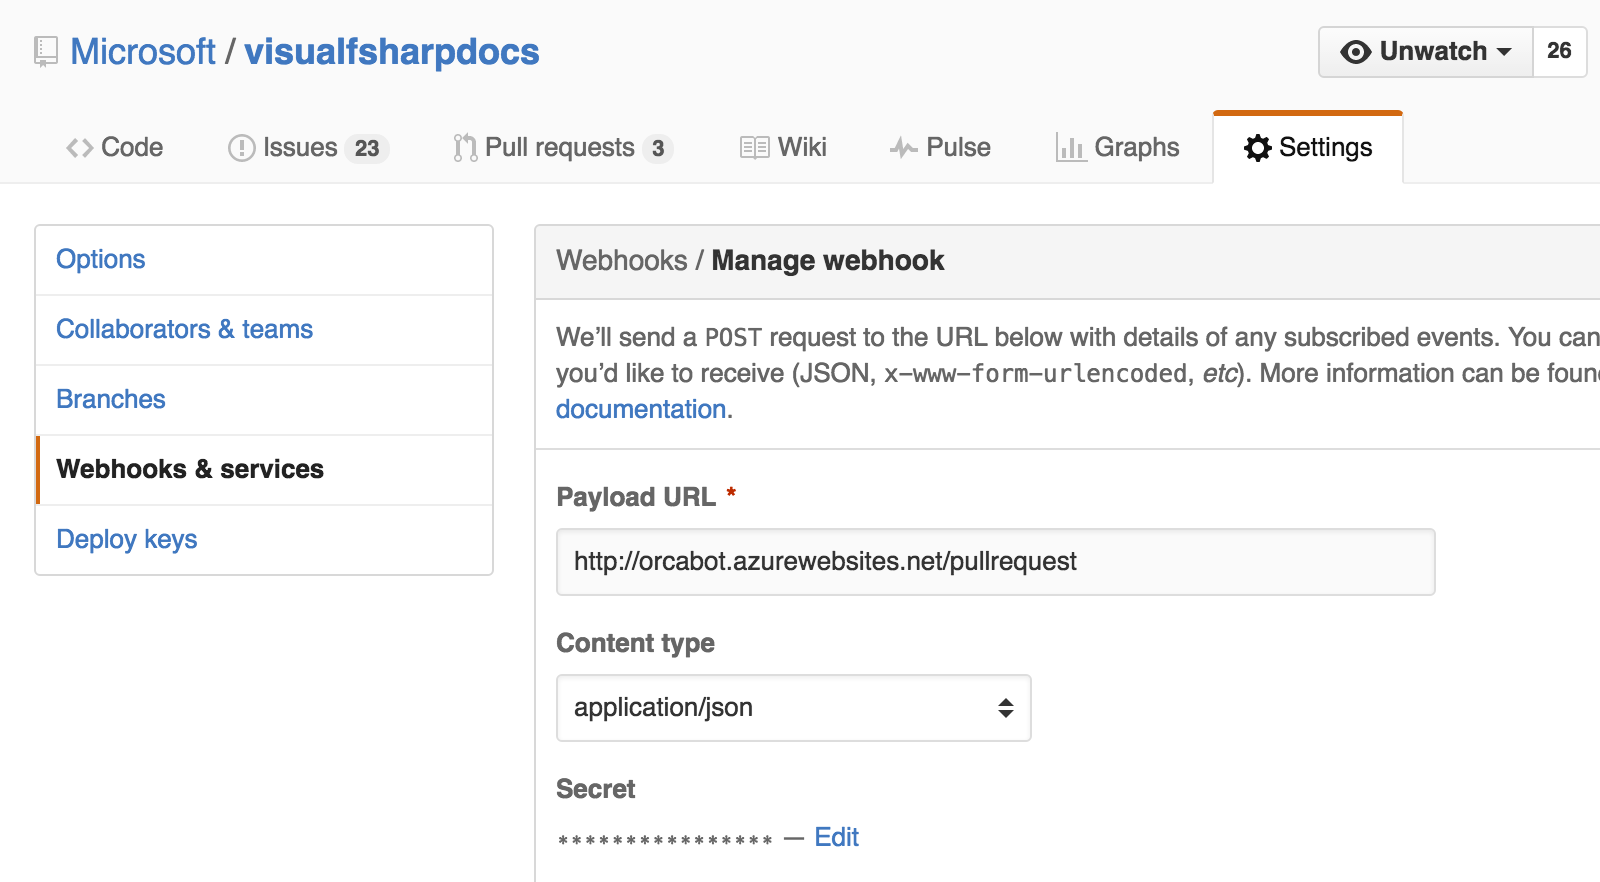 Microsoft / visualfsharpdocs
Unwatch 26
Code Issues 23 Pull requests 3 Wiki Pulse Graphs Settings
Options
Collaborators & teams
Branches
Webhooks & services
Deploy keys
Webhooks / Manage webhook
We’ll send a POST request to the URL below with details of any subscribed events. You can
you’d like to receive (JSON, x-www-form-urlencoded, etc). More information can be foun
documentation.
Payload URL *
http://orcabot.azurewebsites.net/pullrequest
Content type
application/json
Secret
**************** — Edit